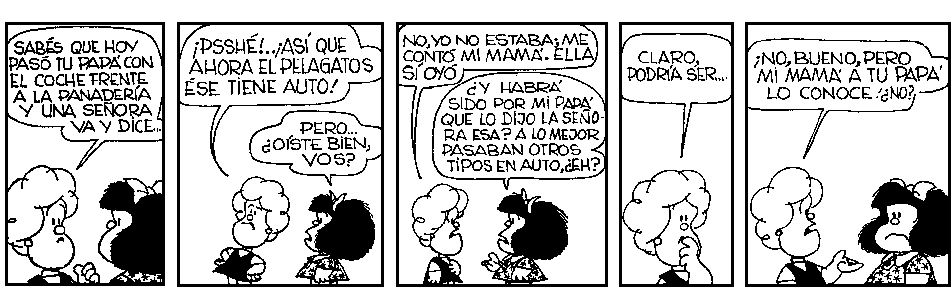 SABÉS QUE HOY
PASÓ TU PAPÁ CON
EL COCHE FRENTE
A LA PANADERÍA
Y UNA SEÑORA
VA Y DICE...
¡PSSHÉ!..¡ASÍ QUE
AHORA EL PELAGATOS
ÉSE TIENE AUTO!
PERO...
¿OÍSTE BIEN,
VOS?
NO, YO NO ESTABA; ME
CONTÓ MI MAMÁ. ELLA
SÍ OYÓ
¿Y HABRÁ
SIDO POR MI PAPÁ
QUE LO DIJO LA SEÑO-
RA ESA? A LO MEJOR
PASABAN OTROS
TIPOS EN AUTO, ¿EH?
CLARO,
PODRÍA SER...
¡NO, BUENO, PERO
MI MAMÁ A TU PAPÁ
LO CONOCE. ¿NO?